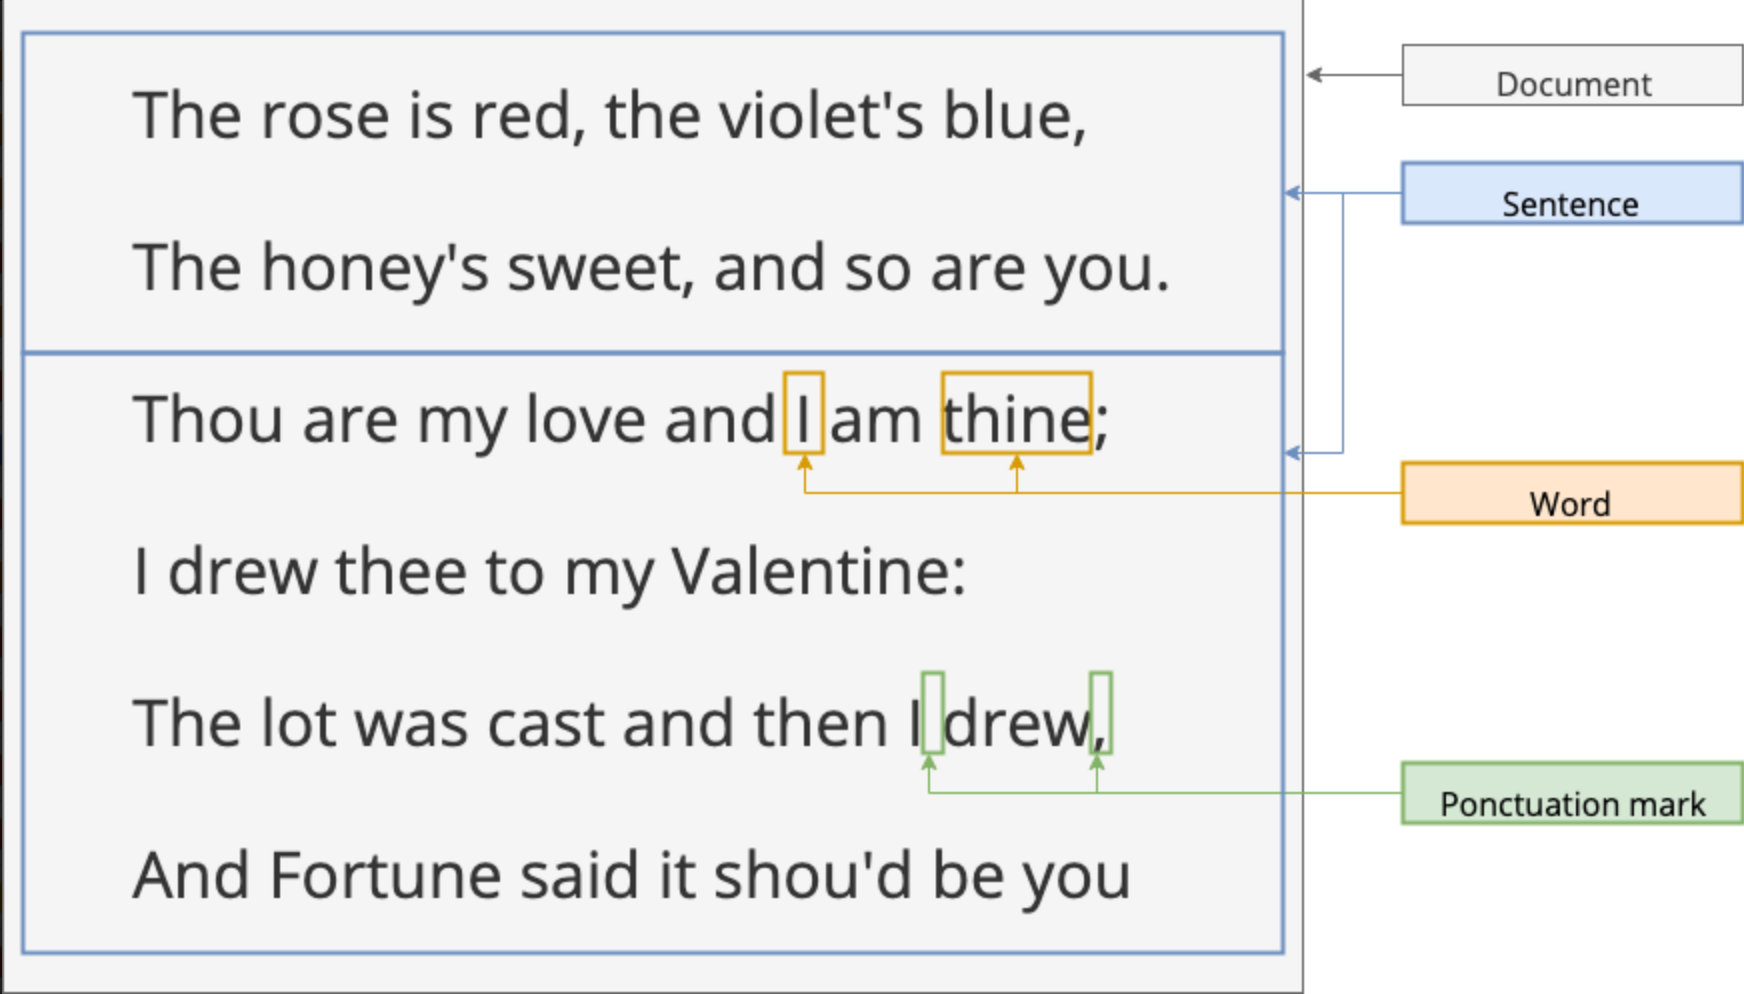 The rose is red, the violet's blue,
The honey's sweet, and so are you.
Thou are my love and I am thine;
I drew thee to my Valentine:
The lot was cast and then I drew,
And Fortune said it shou'd be you
Document
Sentence
Word
Ponctuation mark